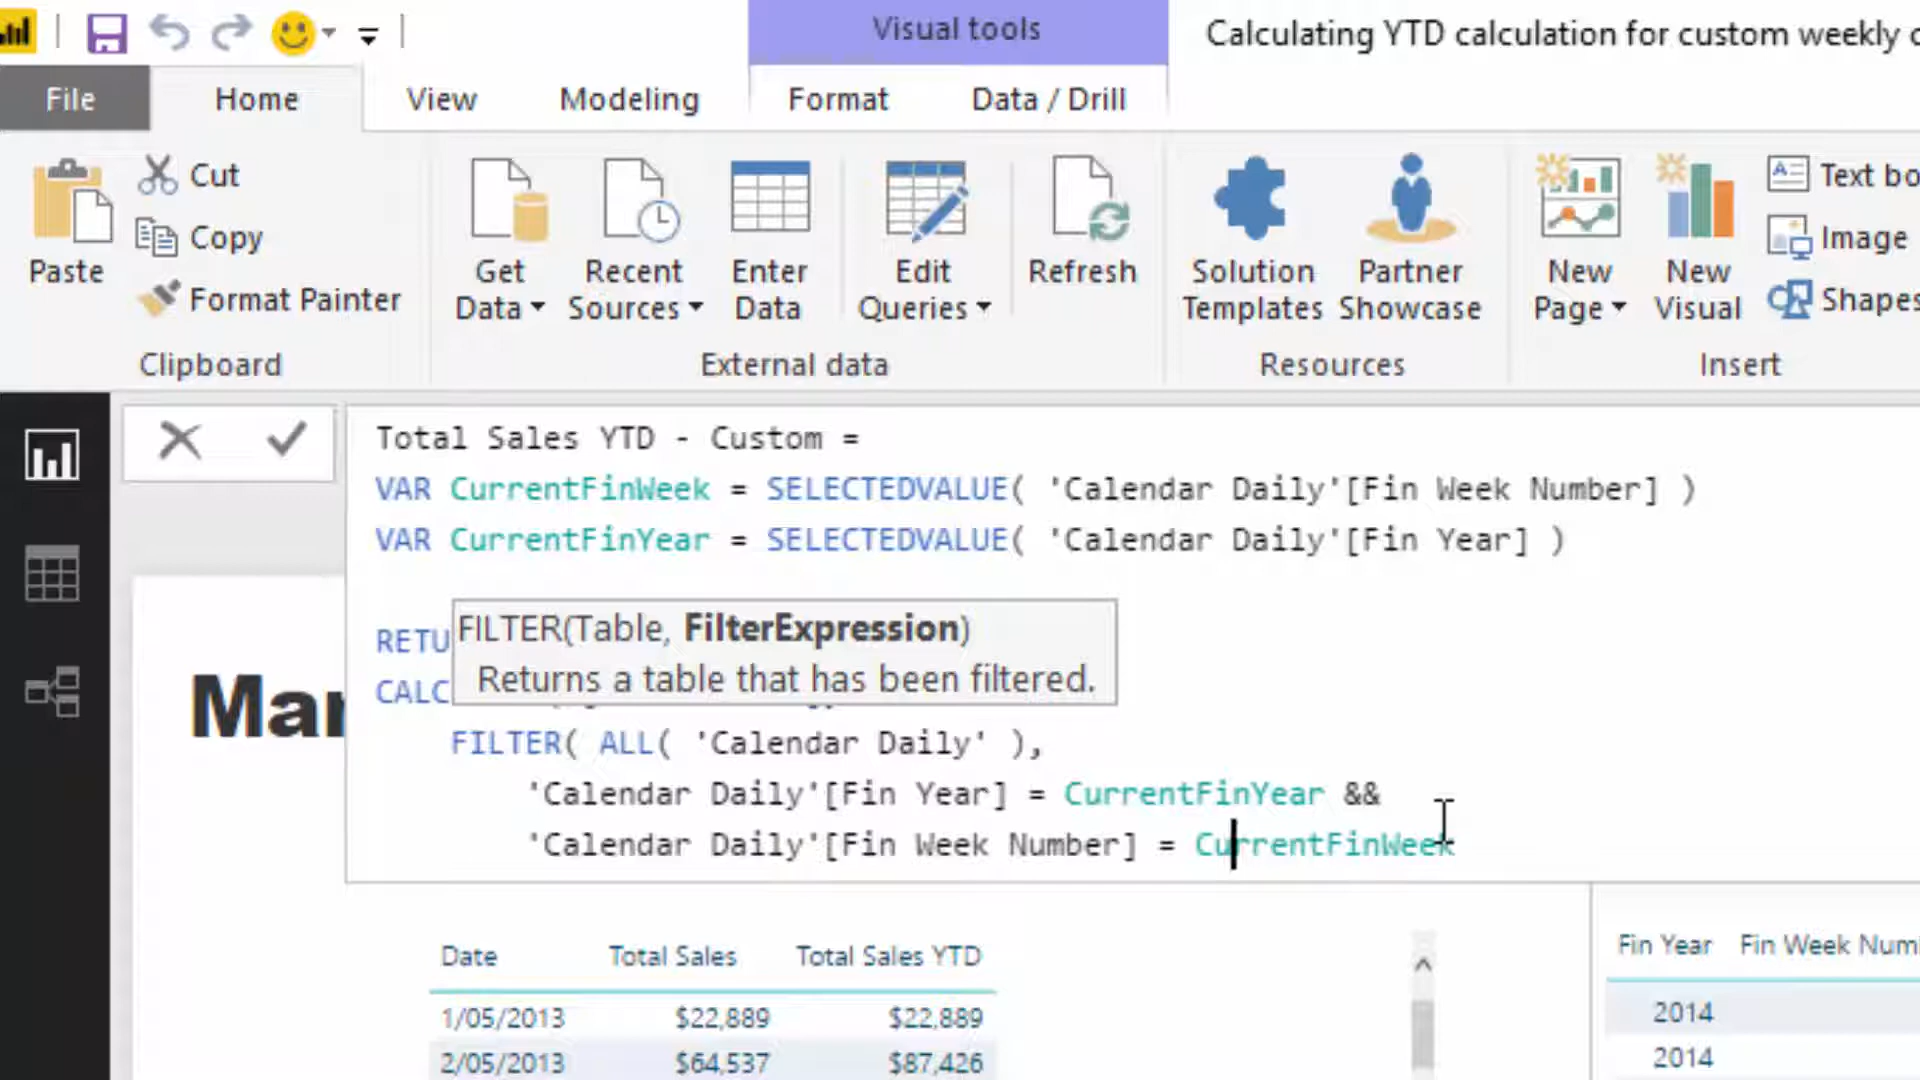 Visual tools
Calculating YTD calculation for custom weekly
File Home View Modeling Format Data / Drill
Cut
Copy
Format Painter
Paste
Get Data
Recent Sources
Enter Data
Edit Queries
Refresh
Solution Templates
Partner Showcase
New Page
New Visual
Text bo
Image
Shapes
Clipboard External data Resources Insert
Total Sales YTD - Custom =
VAR CurrentFinWeek = SELECTEDVALUE( 'Calendar Daily'[Fin Week Number] )
VAR CurrentFinYear = SELECTEDVALUE( 'Calendar Daily'[Fin Year] )
RETU
FILTER(Table, FilterExpression)
Returns a table that has been filtered.
CALC
FILTER( ALL( 'Calendar Daily' ),
'Calendar Daily'[Fin Year] = CurrentFinYear &&
'Calendar Daily'[Fin Week Number] = CurrentFinWeek
Mar
Date Total Sales Total Sales YTD
1/05/2013 $22,889 $22,889
2/05/2013 $64,537 $87,426
Fin Year Fin Week Num
2014
2014